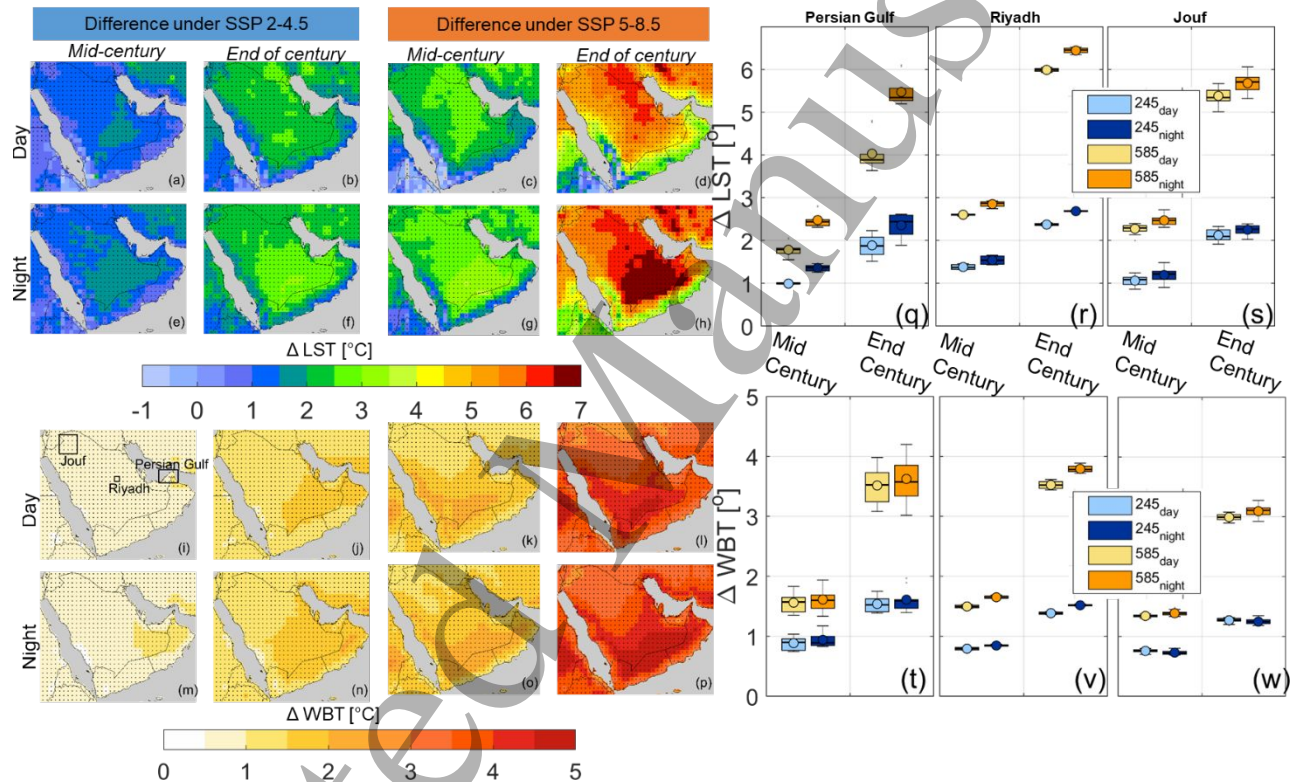 Difference under SSP 2-4.5
Difference under SSP 5-8.5
Mid-century
End of century
Mid-century
End of century
Day
(a)
(b)
(c)
(d)
Night
(e)
(f)
(g)
(h)
Δ LST [°C]
-1 0 1 2 3 4 5 6 7
Day
Jouf
Riyadh
Persian Gulf
(i)
(j)
(k)
(l)
Night
(m)
(n)
(o)
(p)
Δ WBT [°C]
0 1 2 3 4 5
Persian Gulf
Riyadh
Jouf
Δ LST [°]
6
5
4
3
2
1
0
245day
245night
585day
585night
(q)
(r)
(s)
Mid Century
End Century
Mid Century
End Century
Mid Century
End Century
Δ WBT [°]
5
4
3
2
1
0
245day
245night
585day
585night
(t)
(v)
(w)
ted Manus